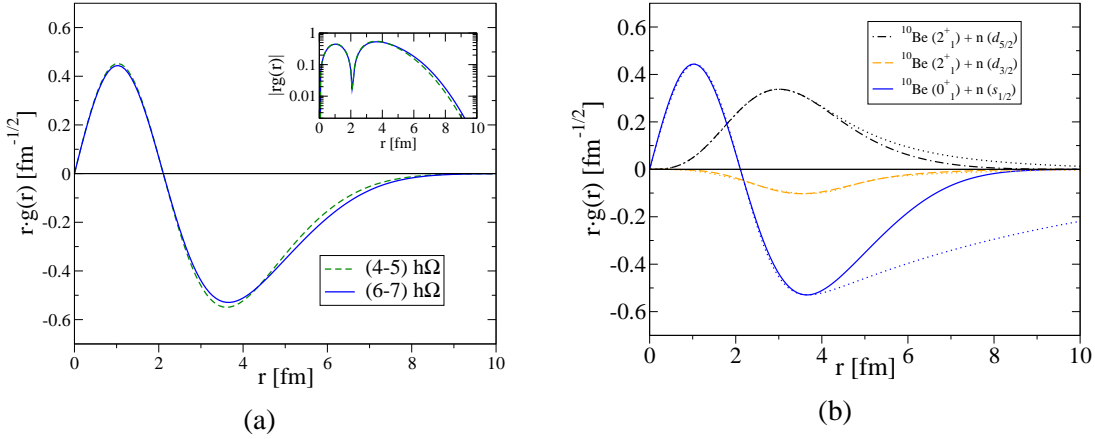 0.6
0.4
0.2
0
-0.2
-0.4
-0.6
r·g(r) [fm⁻¹/²]
0 2 4 6 8 10
r [fm]
1
0.1
0.01
|rg(r)|
0 2 4 6 8 10
r [fm]
(4-5) hΩ
(6-7) hΩ
(a)
0.6
0.4
0.2
0
-0.2
-0.4
-0.6
r·g(r) [fm⁻¹/²]
¹⁰Be (2⁺₁) + n (d₅/₂)
¹⁰Be (2⁺₁) + n (d₃/₂)
¹⁰Be (0⁺₁) + n (s₁/₂)
0 2 4 6 8 10
r [fm]
(b)